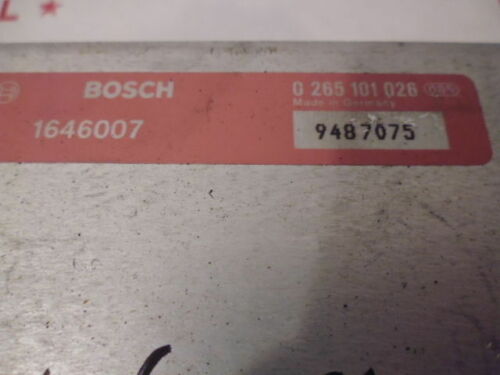 L ★
BOSCH
0 265 101 026
Made in Germany
1646007
9487075